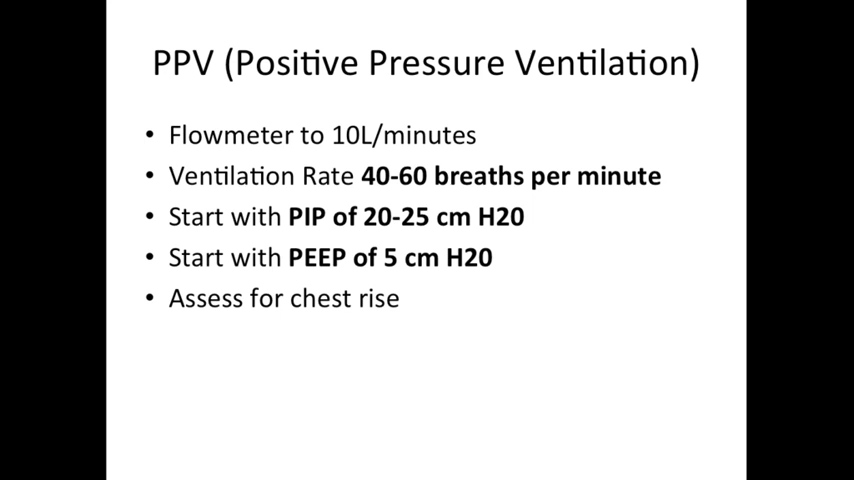 PPV (Positive Pressure Ventilation)
• Flowmeter to 10L/minutes
• Ventilation Rate 40-60 breaths per minute
• Start with PIP of 20-25 cm H20
• Start with PEEP of 5 cm H20
• Assess for chest rise